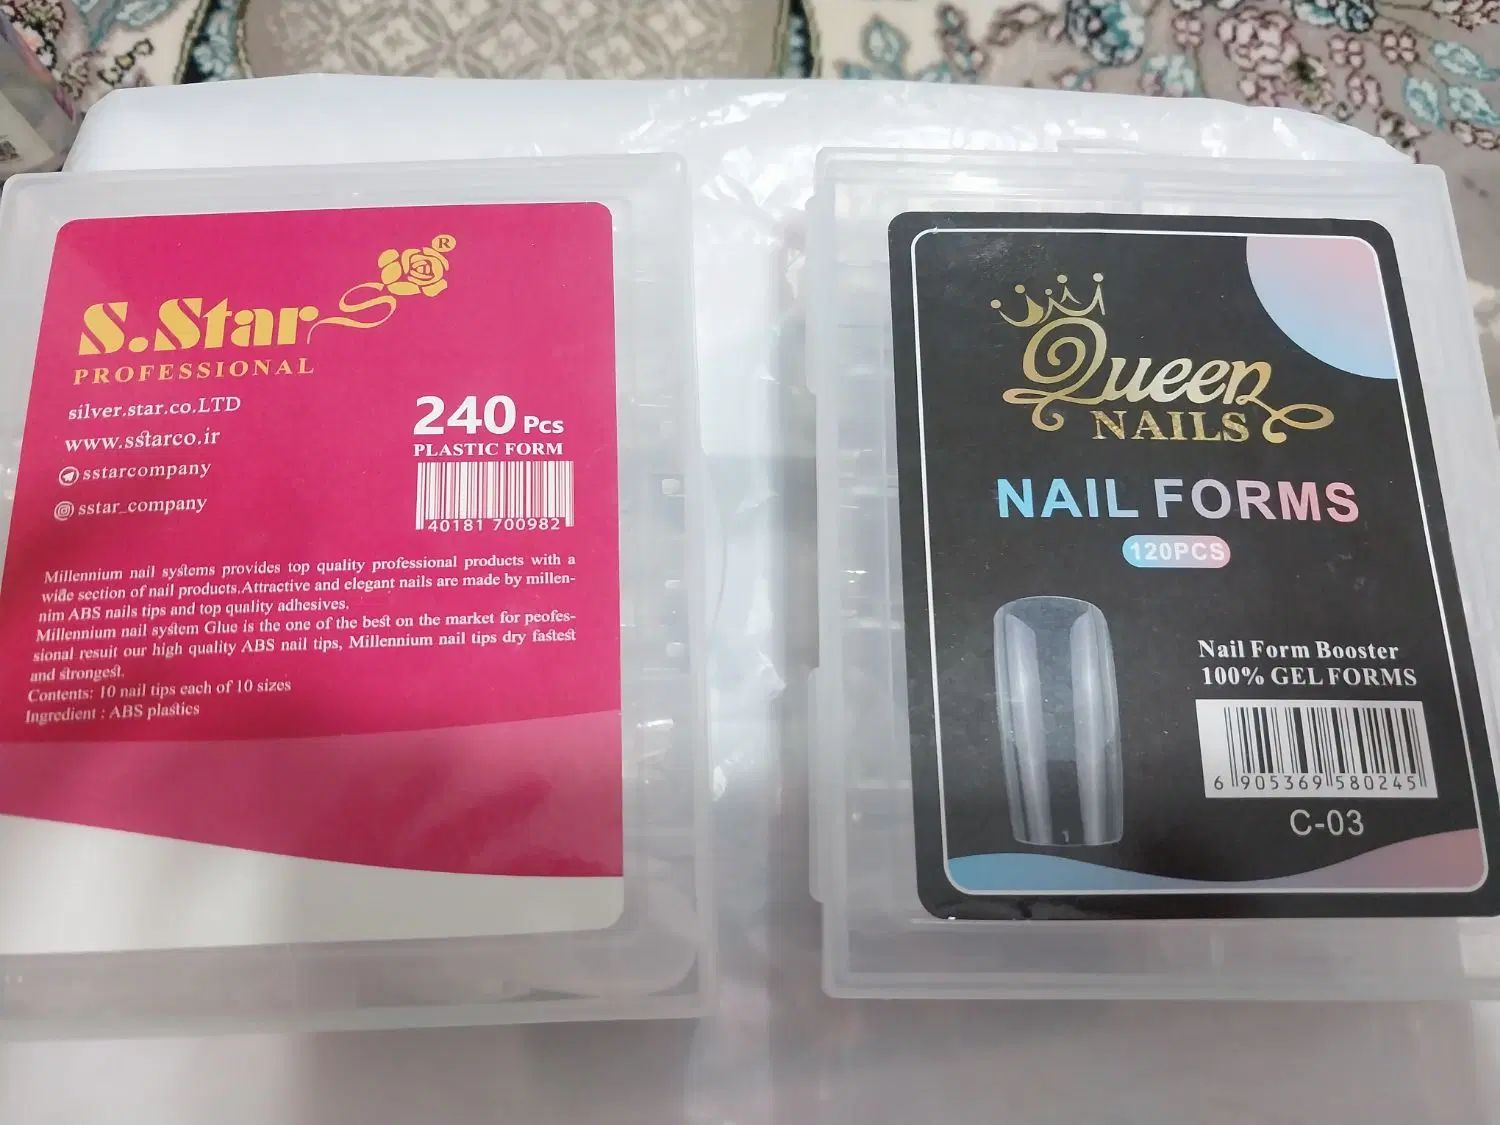 S.Star
®
PROFESSIONAL
silver.star.co.LTD
www.sstarco.ir
sstarcompany
sstar_company
240 Pcs
PLASTIC FORM
40181 700982
Millennium nail systems provides top quality professional products with a
wide section of nail products.Attractive and elegant nails are made by millen-
nim ABS nails tips and top quality adhesives.
Millennium nail system Glue is the one of the best on the market for peofes-
sional resuit our high quality ABS nail tips, Millennium nail tips dry fastest
and strongest.
Contents: 10 nail tips each of 10 sizes
Ingredient : ABS plastics
Queen
NAILS
NAIL FORMS
120PCS
1
Nail Form Booster
100% GEL FORMS
6 905369 580245
C-03